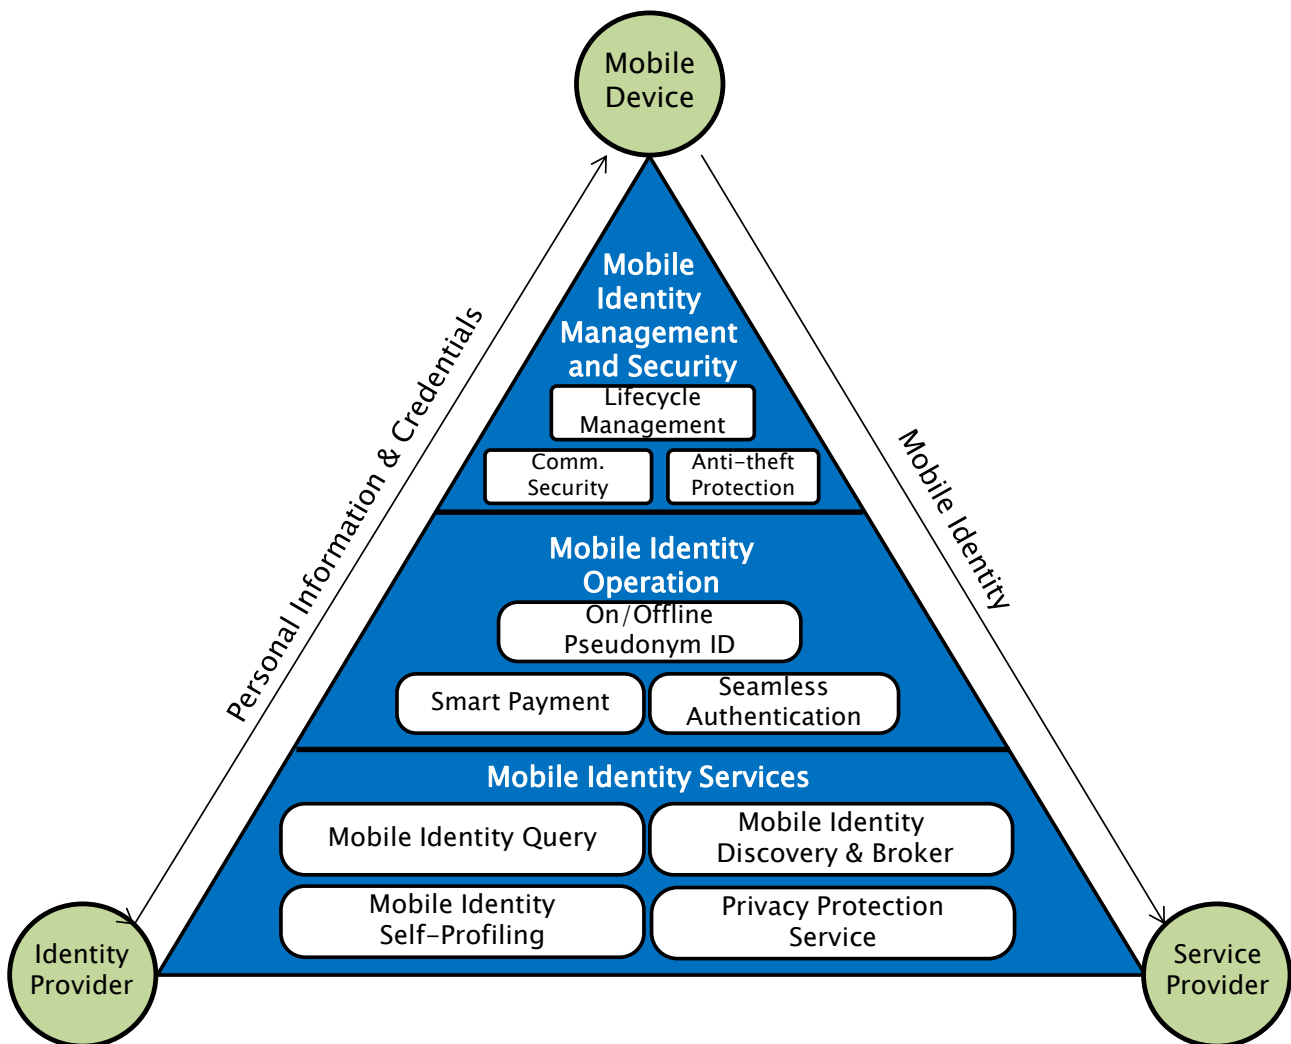 Mobile
Device
Mobile
Identity
Management
and Security
Lifecycle
Management
Comm.
Security
Anti-theft
Protection
Personal Information & Credentials
Mobile Identity
Mobile Identity
Operation
On/Offline
Pseudonym ID
Smart Payment
Seamless
Authentication
Mobile Identity Services
Mobile Identity Query
Mobile Identity
Discovery & Broker
Mobile Identity
Self-Profiling
Privacy Protection
Service
Identity
Provider
Service
Provider